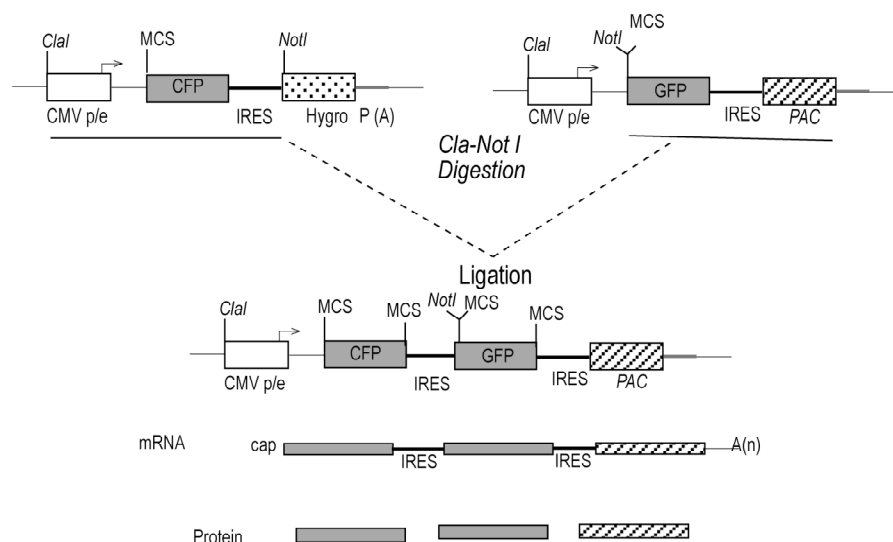 ClaI MCS NotI
CFP
CMV p/e IRES Hygro P (A)
ClaI NotI MCS
GFP
CMV p/e IRES PAC
Cla-Not I
Digestion
Ligation
ClaI MCS MCS NotI MCS MCS
CFP GFP
CMV p/e IRES IRES PAC
mRNA cap IRES IRES A(n)
Protein